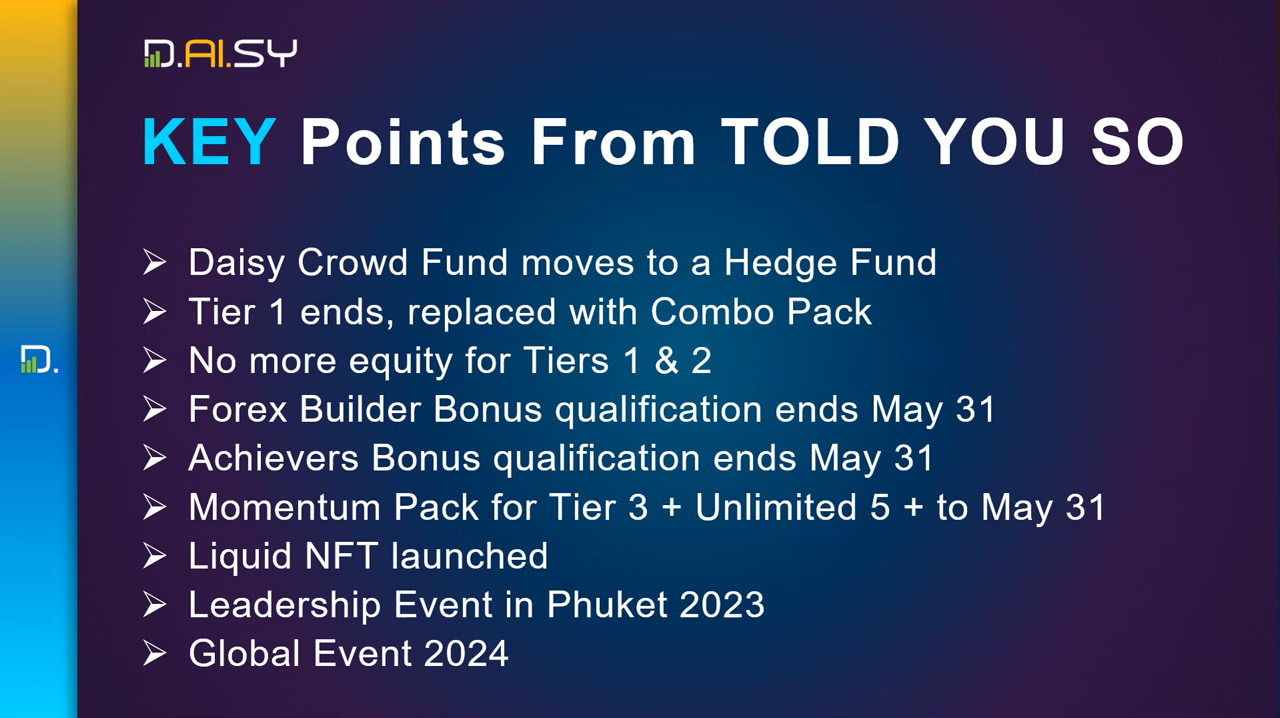 D.AI.SY
KEY Points From TOLD YOU SO
➢ Daisy Crowd Fund moves to a Hedge Fund
➢ Tier 1 ends, replaced with Combo Pack
➢ No more equity for Tiers 1 & 2
➢ Forex Builder Bonus qualification ends May 31
➢ Achievers Bonus qualification ends May 31
➢ Momentum Pack for Tier 3 + Unlimited 5 + to May 31
➢ Liquid NFT launched
➢ Leadership Event in Phuket 2023
➢ Global Event 2024
D.